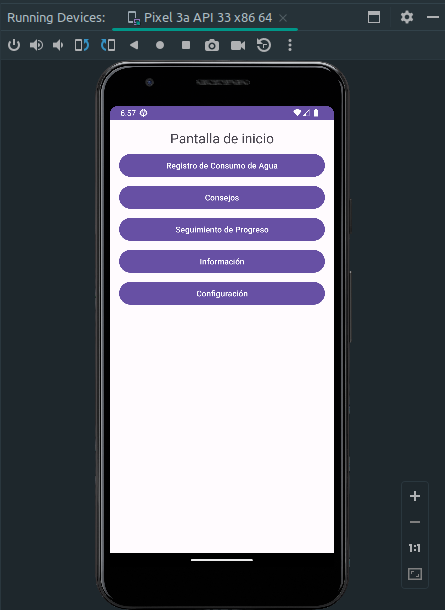 Running Devices: Pixel 3a API 33 x86 64
6:57
Pantalla de inicio
Registro de Consumo de Agua
Consejos
Seguimiento de Progreso
Información
Configuración
1:1